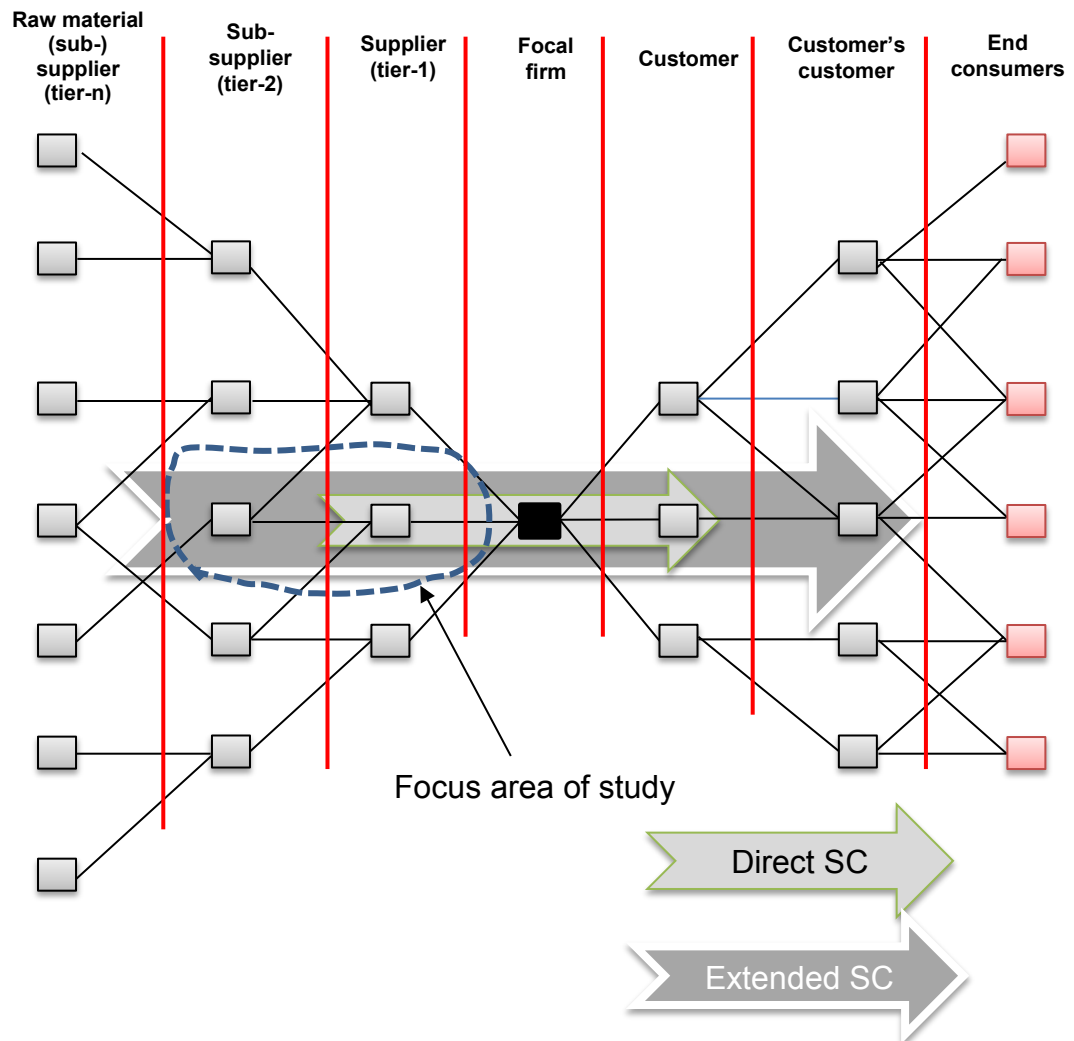 Raw material
(sub-)
supplier
(tier-n)
Sub-
supplier
(tier-2)
Supplier
(tier-1)
Focal
firm
Customer
Customer’s
customer
End
consumers
Focus area of study
Direct SC
Extended SC